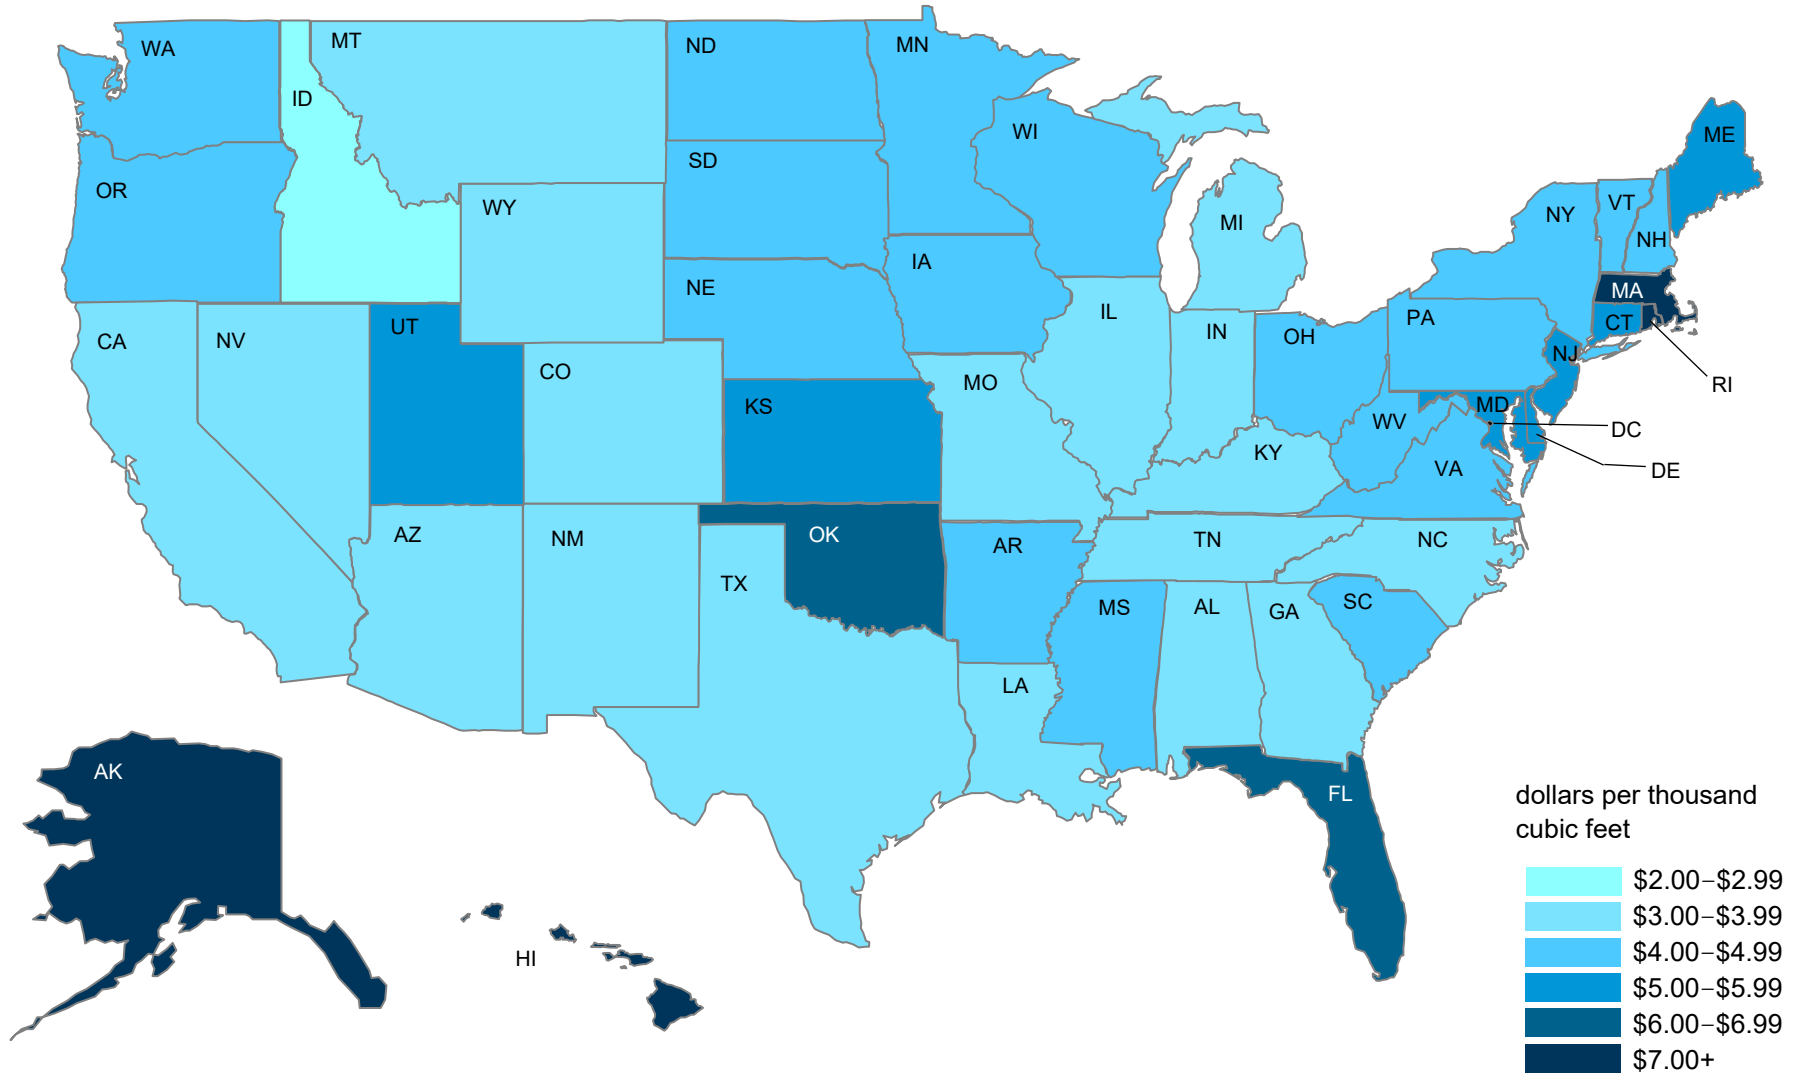 WA
MT
ND
MN
ID
WI
ME
SD
OR
WY
VT
NY
NH
MI
IA
NE
MA
IL
PA
CT
UT
IN
OH
NV
CA
NJ
CO
MO
RI
KS
MD
WV
DC
KY
VA
DE
AZ
NM
OK
AR
TN
NC
TX
MS
AL
GA
SC
LA
AK
FL
HI
dollars per thousand
cubic feet
$2.00–$2.99
$3.00–$3.99
$4.00–$4.99
$5.00–$5.99
$6.00–$6.99
$7.00+